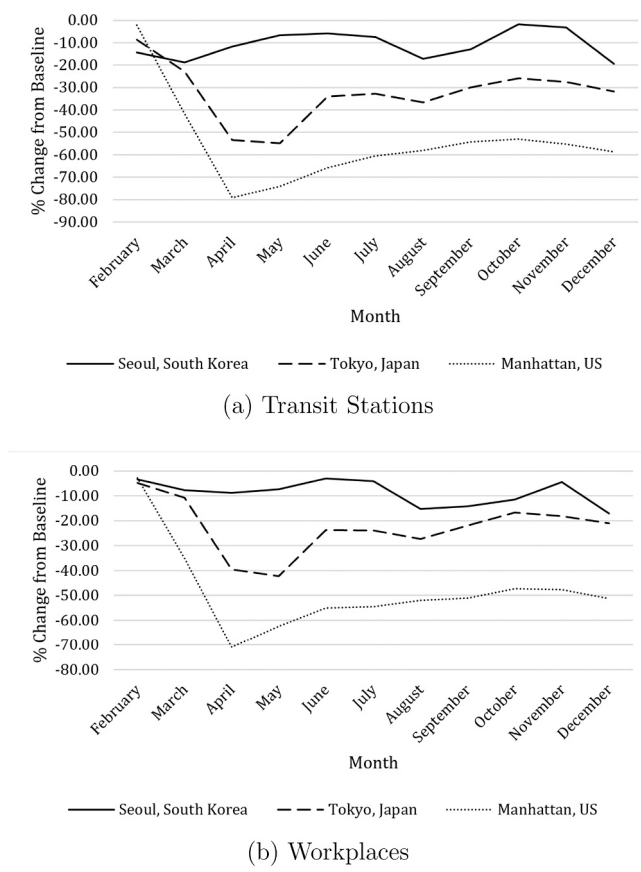 0.00
-10.00
-20.00
-30.00
-40.00
-50.00
-60.00
-70.00
-80.00
-90.00
% Change from Baseline
February
March
April
May
June
July
August
September
October
November
December
Month
Seoul, South Korea Tokyo, Japan Manhattan, US
(a) Transit Stations
0.00
-10.00
-20.00
-30.00
-40.00
-50.00
-60.00
-70.00
-80.00
% Change from Baseline
February
March
April
May
June
July
August
September
October
November
December
Month
Seoul, South Korea Tokyo, Japan Manhattan, US
(b) Workplaces